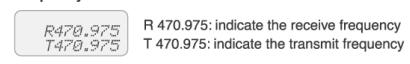 R470.975
T470.975
R 470.975: indicate the receive frequency
T 470.975: indicate the transmit frequency